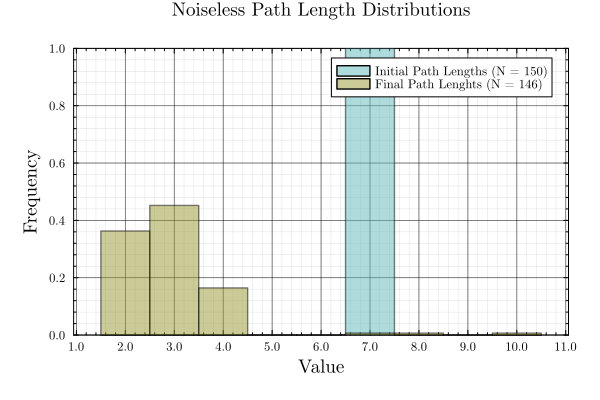 Noiseless Path Length Distributions
1.0
Initial Path Lengths (N = 150)
Final Path Lenghts (N = 146)
0.8
0.6
Frequency
0.4
0.2
0.0
1.0 2.0 3.0 4.0 5.0 6.0 7.0 8.0 9.0 10.0 11.0
Value